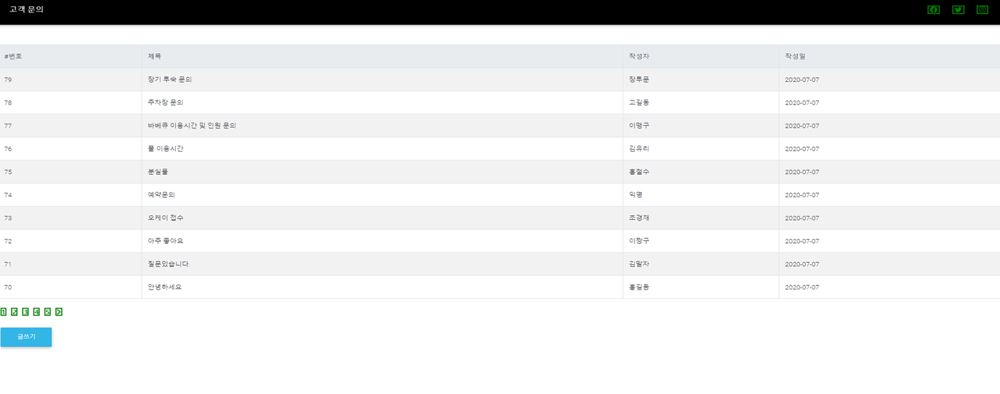 고객 문의
#번호 제목 작성자 작성일
79 장기 투숙 문의 장투문 2020-07-07
78 주차장 문의 고길동 2020-07-07
77 바베큐 이용시간 및 인원 문의 이맹구 2020-07-07
76 풀 이용시간 김유리 2020-07-07
75 분실물 홍철수 2020-07-07
74 예약문의 익명 2020-07-07
73 오케이 접수 조경재 2020-07-07
72 아주 좋아요 이짱구 2020-07-07
71 질문있습니다. 김말자 2020-07-07
70 안녕하세요 홍길동 2020-07-07
1 2 3 4 5 >
글쓰기